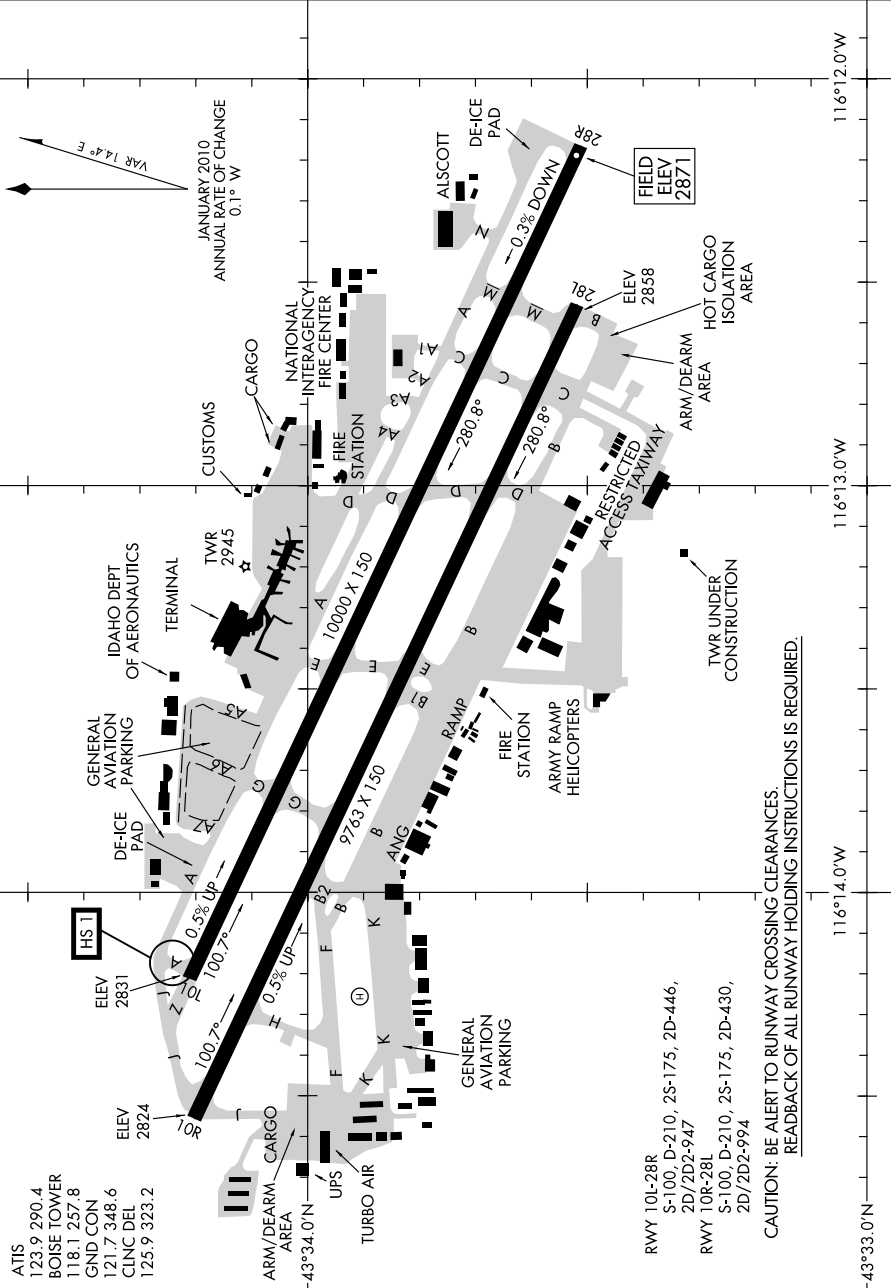 ATIS
123.9 290.4
BOISE TOWER
118.1 257.8
GND CON
121.7 348.6
CLNC DEL
125.9 323.2
VAR 14.4° E
JANUARY 2010
ANNUAL RATE OF CHANGE
0.1° W
116°12.0'W
116°13.0'W
116°14.0'W
43°34.0'N
43°33.0'N
ALSCOTT
DE-ICE
PAD
28R
FIELD
ELEV
2871
0.3% DOWN
N
28L
ELEV
2858
HOT CARGO
ISOLATION
AREA
ARM/DEARM
AREA
M
M
B
A
A1
A2
A3
A4
C
C
C
280.8°
280.8°
NATIONAL
INTERAGENCY
FIRE CENTER
CARGO
CUSTOMS
FIRE
STATION
D
D
D
D
B
RESTRICTED
ACCESS TAXIWAY
TWR UNDER
CONSTRUCTION
TWR
2945
IDAHO DEPT
OF AERONAUTICS
TERMINAL
A
10000 X 150
E
E
E
B
B1
GENERAL
AVIATION
PARKING
A5
A6
A7
G
G
RAMP
ANG
FIRE
STATION
ARMY RAMP
HELICOPTERS
9763 X 150
B
DE-ICE
PAD
A
HS 1
A
0.5% UP
100.7°
ELEV
2831
10L
J
Z
J
0.5% UP
100.7°
B2
B
F
K
H
H
F
K
K
GENERAL
AVIATION
PARKING
ELEV
2824
10R
J
ARM/DEARM
AREA
CARGO
UPS
TURBO AIR
RWY 10L-28R
S-100, D-210, 2S-175, 2D-446,
2D/2D2-947
RWY 10R-28L
S-100, D-210, 2S-175, 2D-430,
2D/2D2-994
CAUTION: BE ALERT TO RUNWAY CROSSING CLEARANCES.
READBACK OF ALL RUNWAY HOLDING INSTRUCTIONS IS REQUIRED.